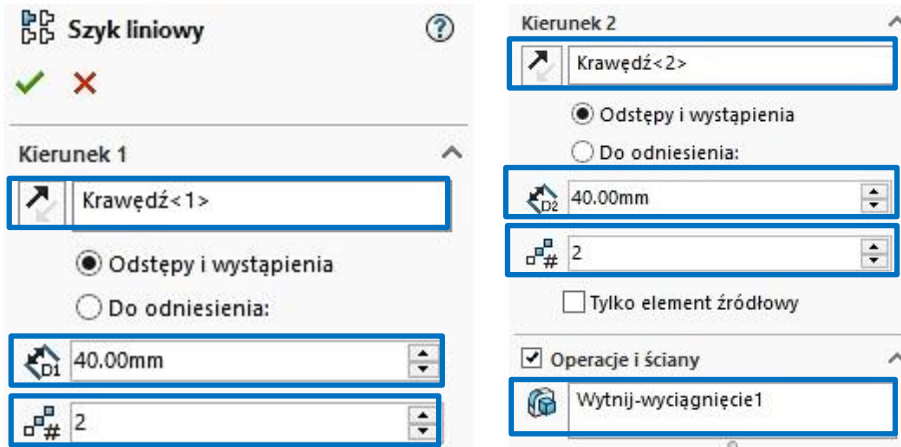 Szyk liniowy
Kierunek 1
Krawędź<1>
Odstępy i wystąpienia
Do odniesienia:
D1 40.00mm
# 2
Kierunek 2
Krawędź<2>
Odstępy i wystąpienia
Do odniesienia:
D2 40.00mm
# 2
Tylko element źródłowy
Operacje i ściany
Wytnij-wyciągnięcie1